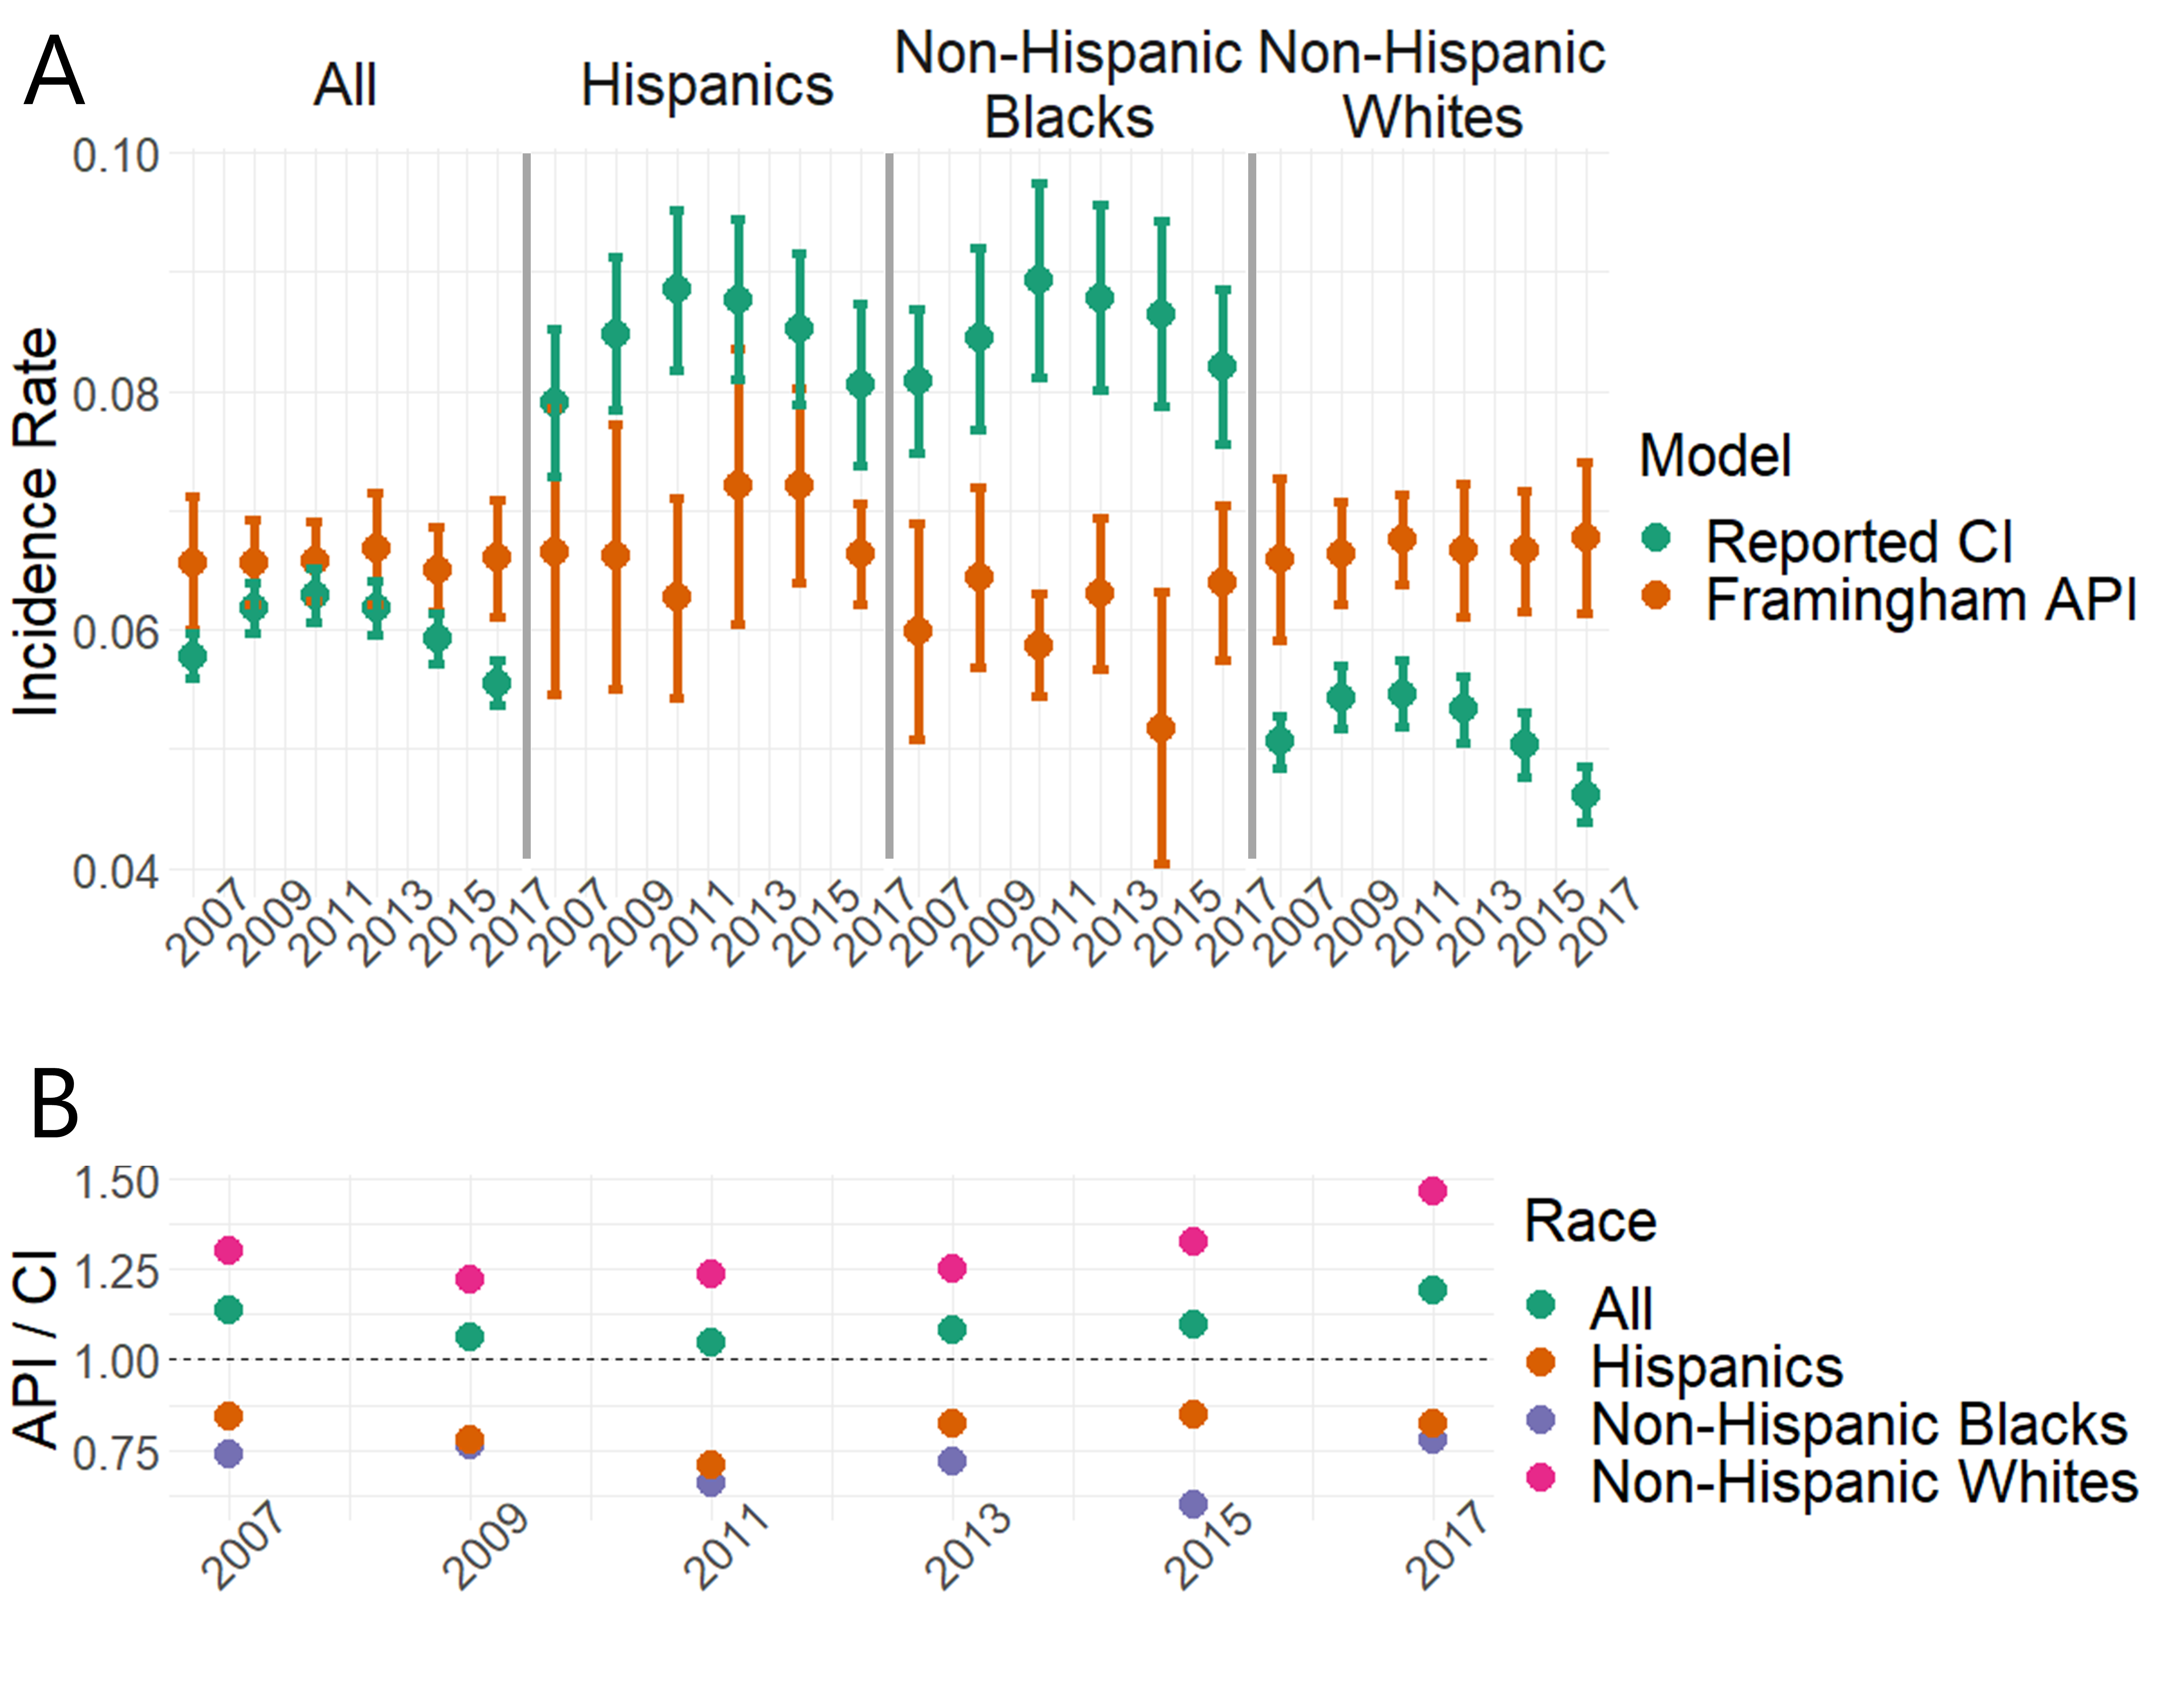 A
All
Hispanics
Non-Hispanic Blacks
Non-Hispanic Whites
0.10
0.08
0.06
0.04
Incidence Rate
2007 2009 2011 2013 2015 2017 2007 2009 2011 2013 2015 2017 2007 2009 2011 2013 2015 2017 2007 2009 2011 2013 2015 2017
Model
Reported CI
Framingham API
B
1.50
1.25
1.00
0.75
API / CI
2007 2009 2011 2013 2015 2017
Race
All
Hispanics
Non-Hispanic Blacks
Non-Hispanic Whites